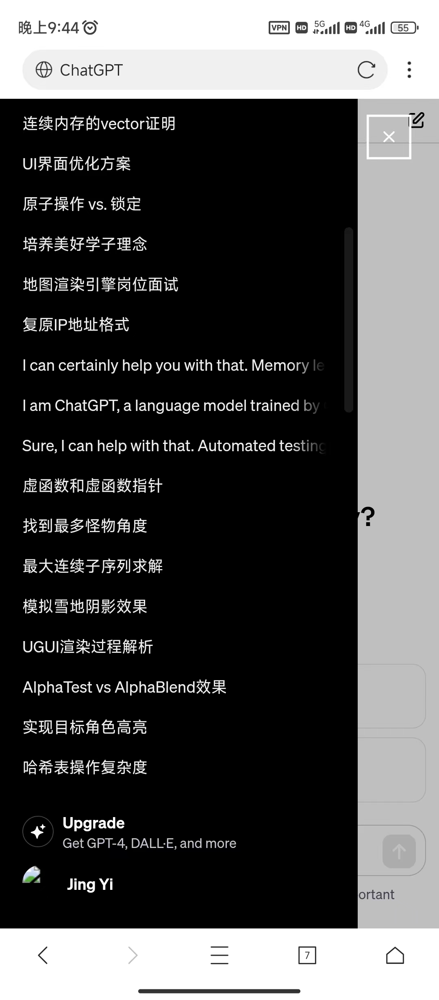 晚上9:44
VPN HD 5G HD 4G 55
ChatGPT
连续内存的vector证明
UI界面优化方案
原子操作 vs. 锁定
培养美好学子理念
地图渲染引擎岗位面试
复原IP地址格式
I can certainly help you with that. Memory le
I am ChatGPT, a language model trained by
Sure, I can help with that. Automated testing
虚函数和虚函数指针
?
找到最多怪物角度
最大连续子序列求解
模拟雪地阴影效果
UGUI渲染过程解析
AlphaTest vs AlphaBlend效果
实现目标角色高亮
哈希表操作复杂度
Upgrade
Get GPT-4, DALL·E, and more
Jing Yi
ortant
7